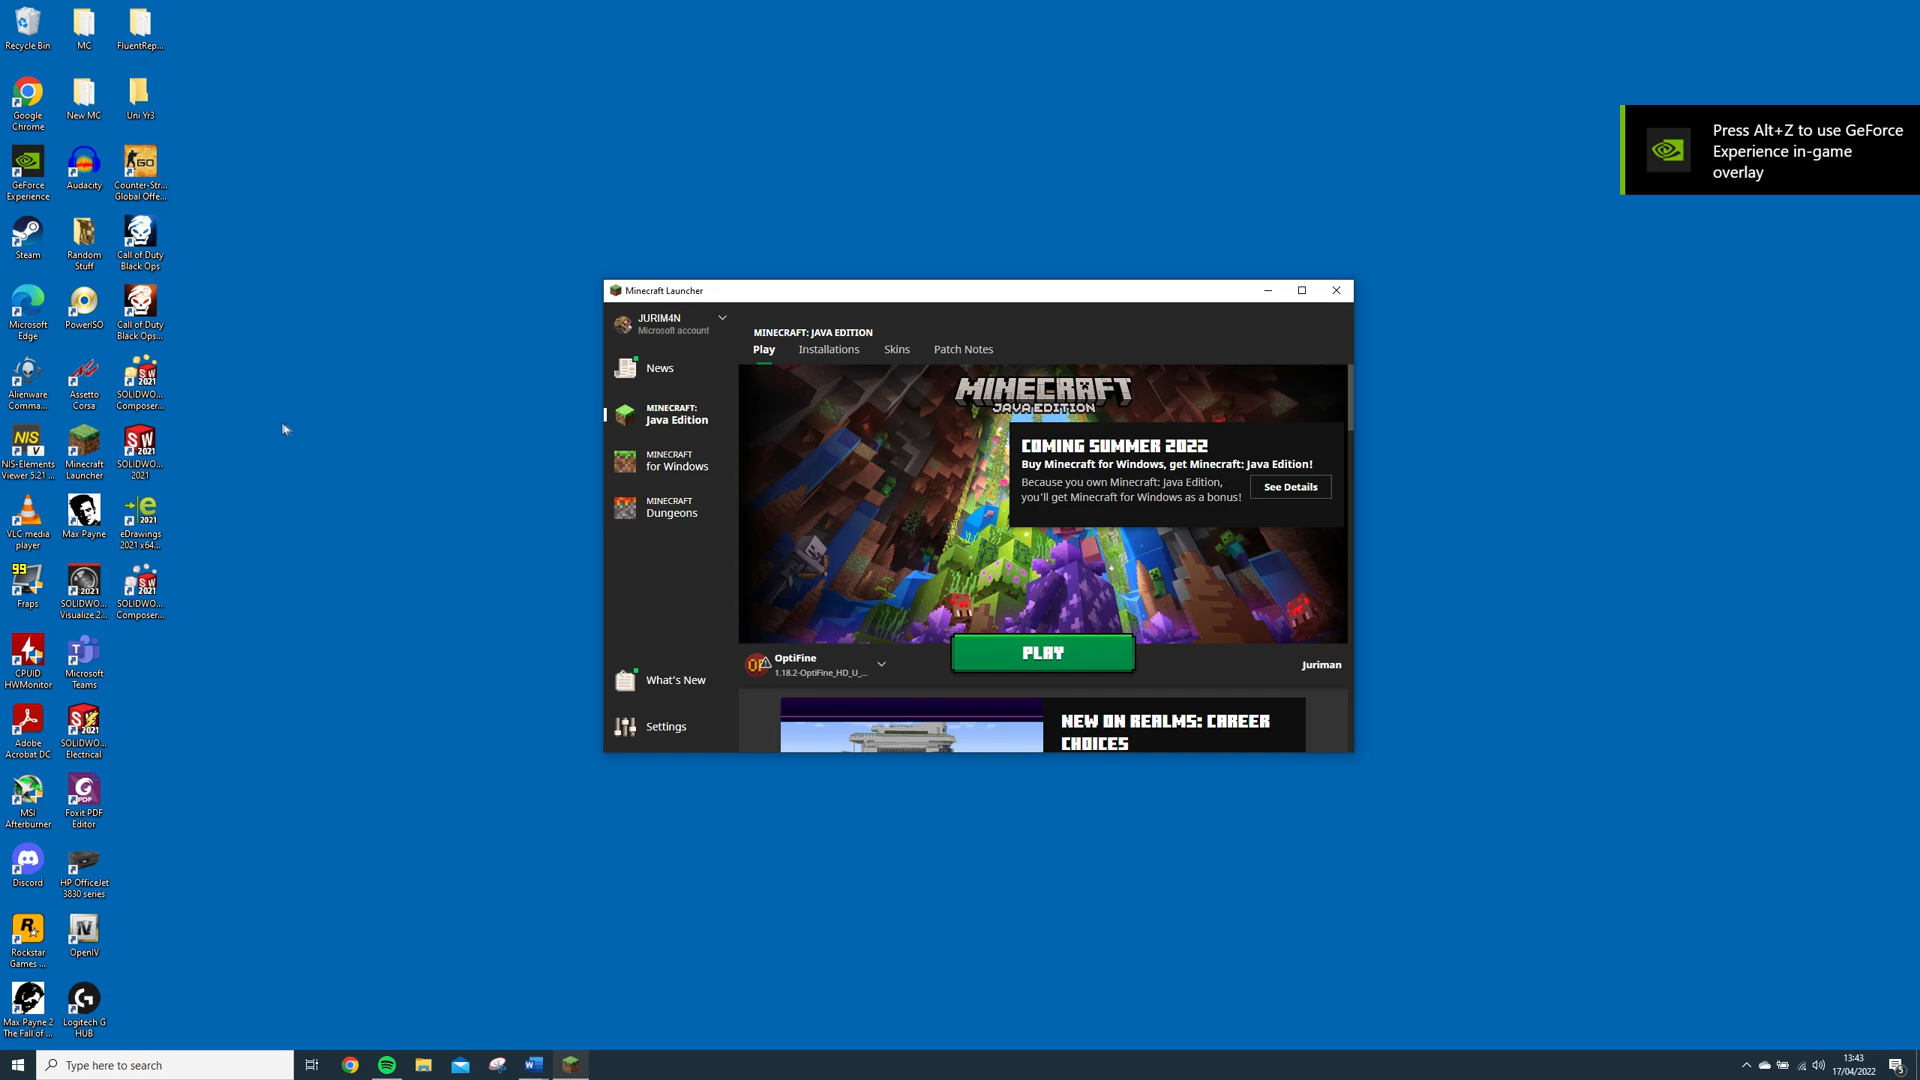 Recycle Bin
MC
FluentRep...
Google
Chrome
New MC
Uni Yr3
GeForce
Experience
Audacity
Counter-Str...
Global Offe...
Steam
Random
Stuff
Call of Duty
Black Ops
Microsoft
Edge
PowerISO
Call of Duty
Black Ops...
Alienware
Comma...
Assetto
Corsa
SOLIDWO...
Composer...
NIS-Elements
Viewer 5.21 ...
Minecraft
Launcher
SOLIDWO...
2021
VLC media
player
Max Payne
eDrawings
2021 x64...
Fraps
SOLIDWO...
Visualize 2...
SOLIDWO...
Composer...
CPUID
HWMonitor
Microsoft
Teams
Adobe
Acrobat DC
SOLIDWO...
Electrical
MSI
Afterburner
Foxit PDF
Editor
Discord
HP OfficeJet
3830 series
Rockstar
Games ...
OpenIV
Max Payne 2
The Fall of ...
Logitech G
HUB
Press Alt+Z to use GeForce
Experience in-game
overlay
Minecraft Launcher
JURIM4N
Microsoft account
News
MINECRAFT:
Java Edition
MINECRAFT
for Windows
MINECRAFT
Dungeons
What's New
Settings
MINECRAFT: JAVA EDITION
Play Installations Skins Patch Notes
MINECRAFT
JAVA EDITION
COMING SUMMER 2022
Buy Minecraft for Windows, get Minecraft: Java Edition!
Because you own Minecraft: Java Edition,
you'll get Minecraft for Windows as a bonus!
See Details
OptiFine
1.18.2-OptiFine_HD_U_...
PLAY
Juriman
NEW ON REALMS: CAREER
CHOICES
Type here to search
13:43
17/04/2022
5